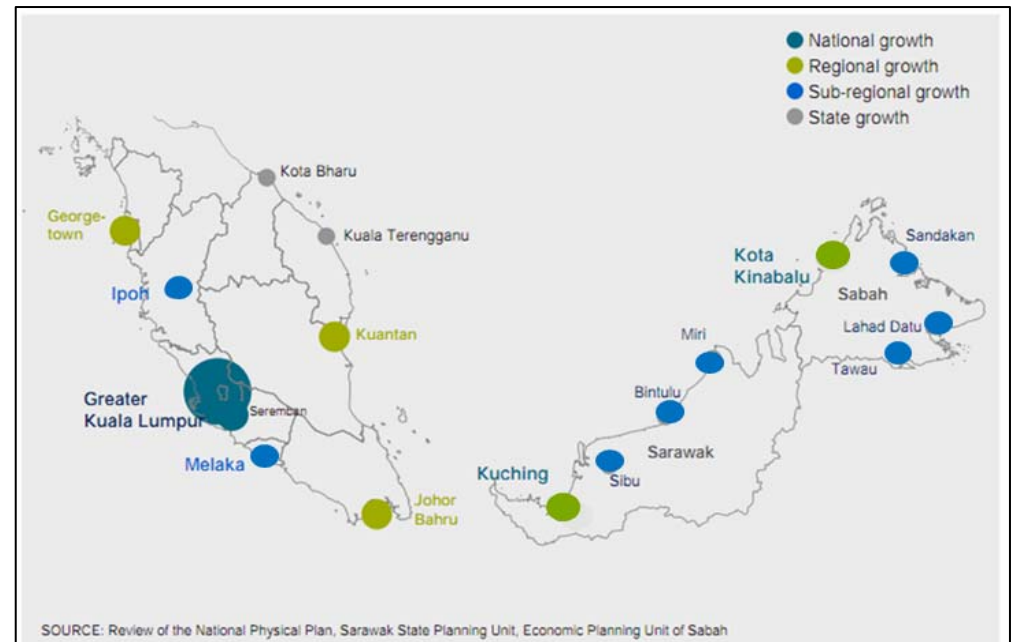 National growth
Regional growth
Sub-regional growth
State growth
Kota Bharu
George-
town
Kuala Terengganu
Ipoh
Kuantan
Greater
Kuala Lumpur
Seremban
Melaka
Johor
Bahru
Kota
Kinabalu
Sandakan
Sabah
Lahad Datu
Tawau
Miri
Bintulu
Sarawak
Sibu
Kuching
SOURCE: Review of the National Physical Plan, Sarawak State Planning Unit, Economic Planning Unit of Sabah